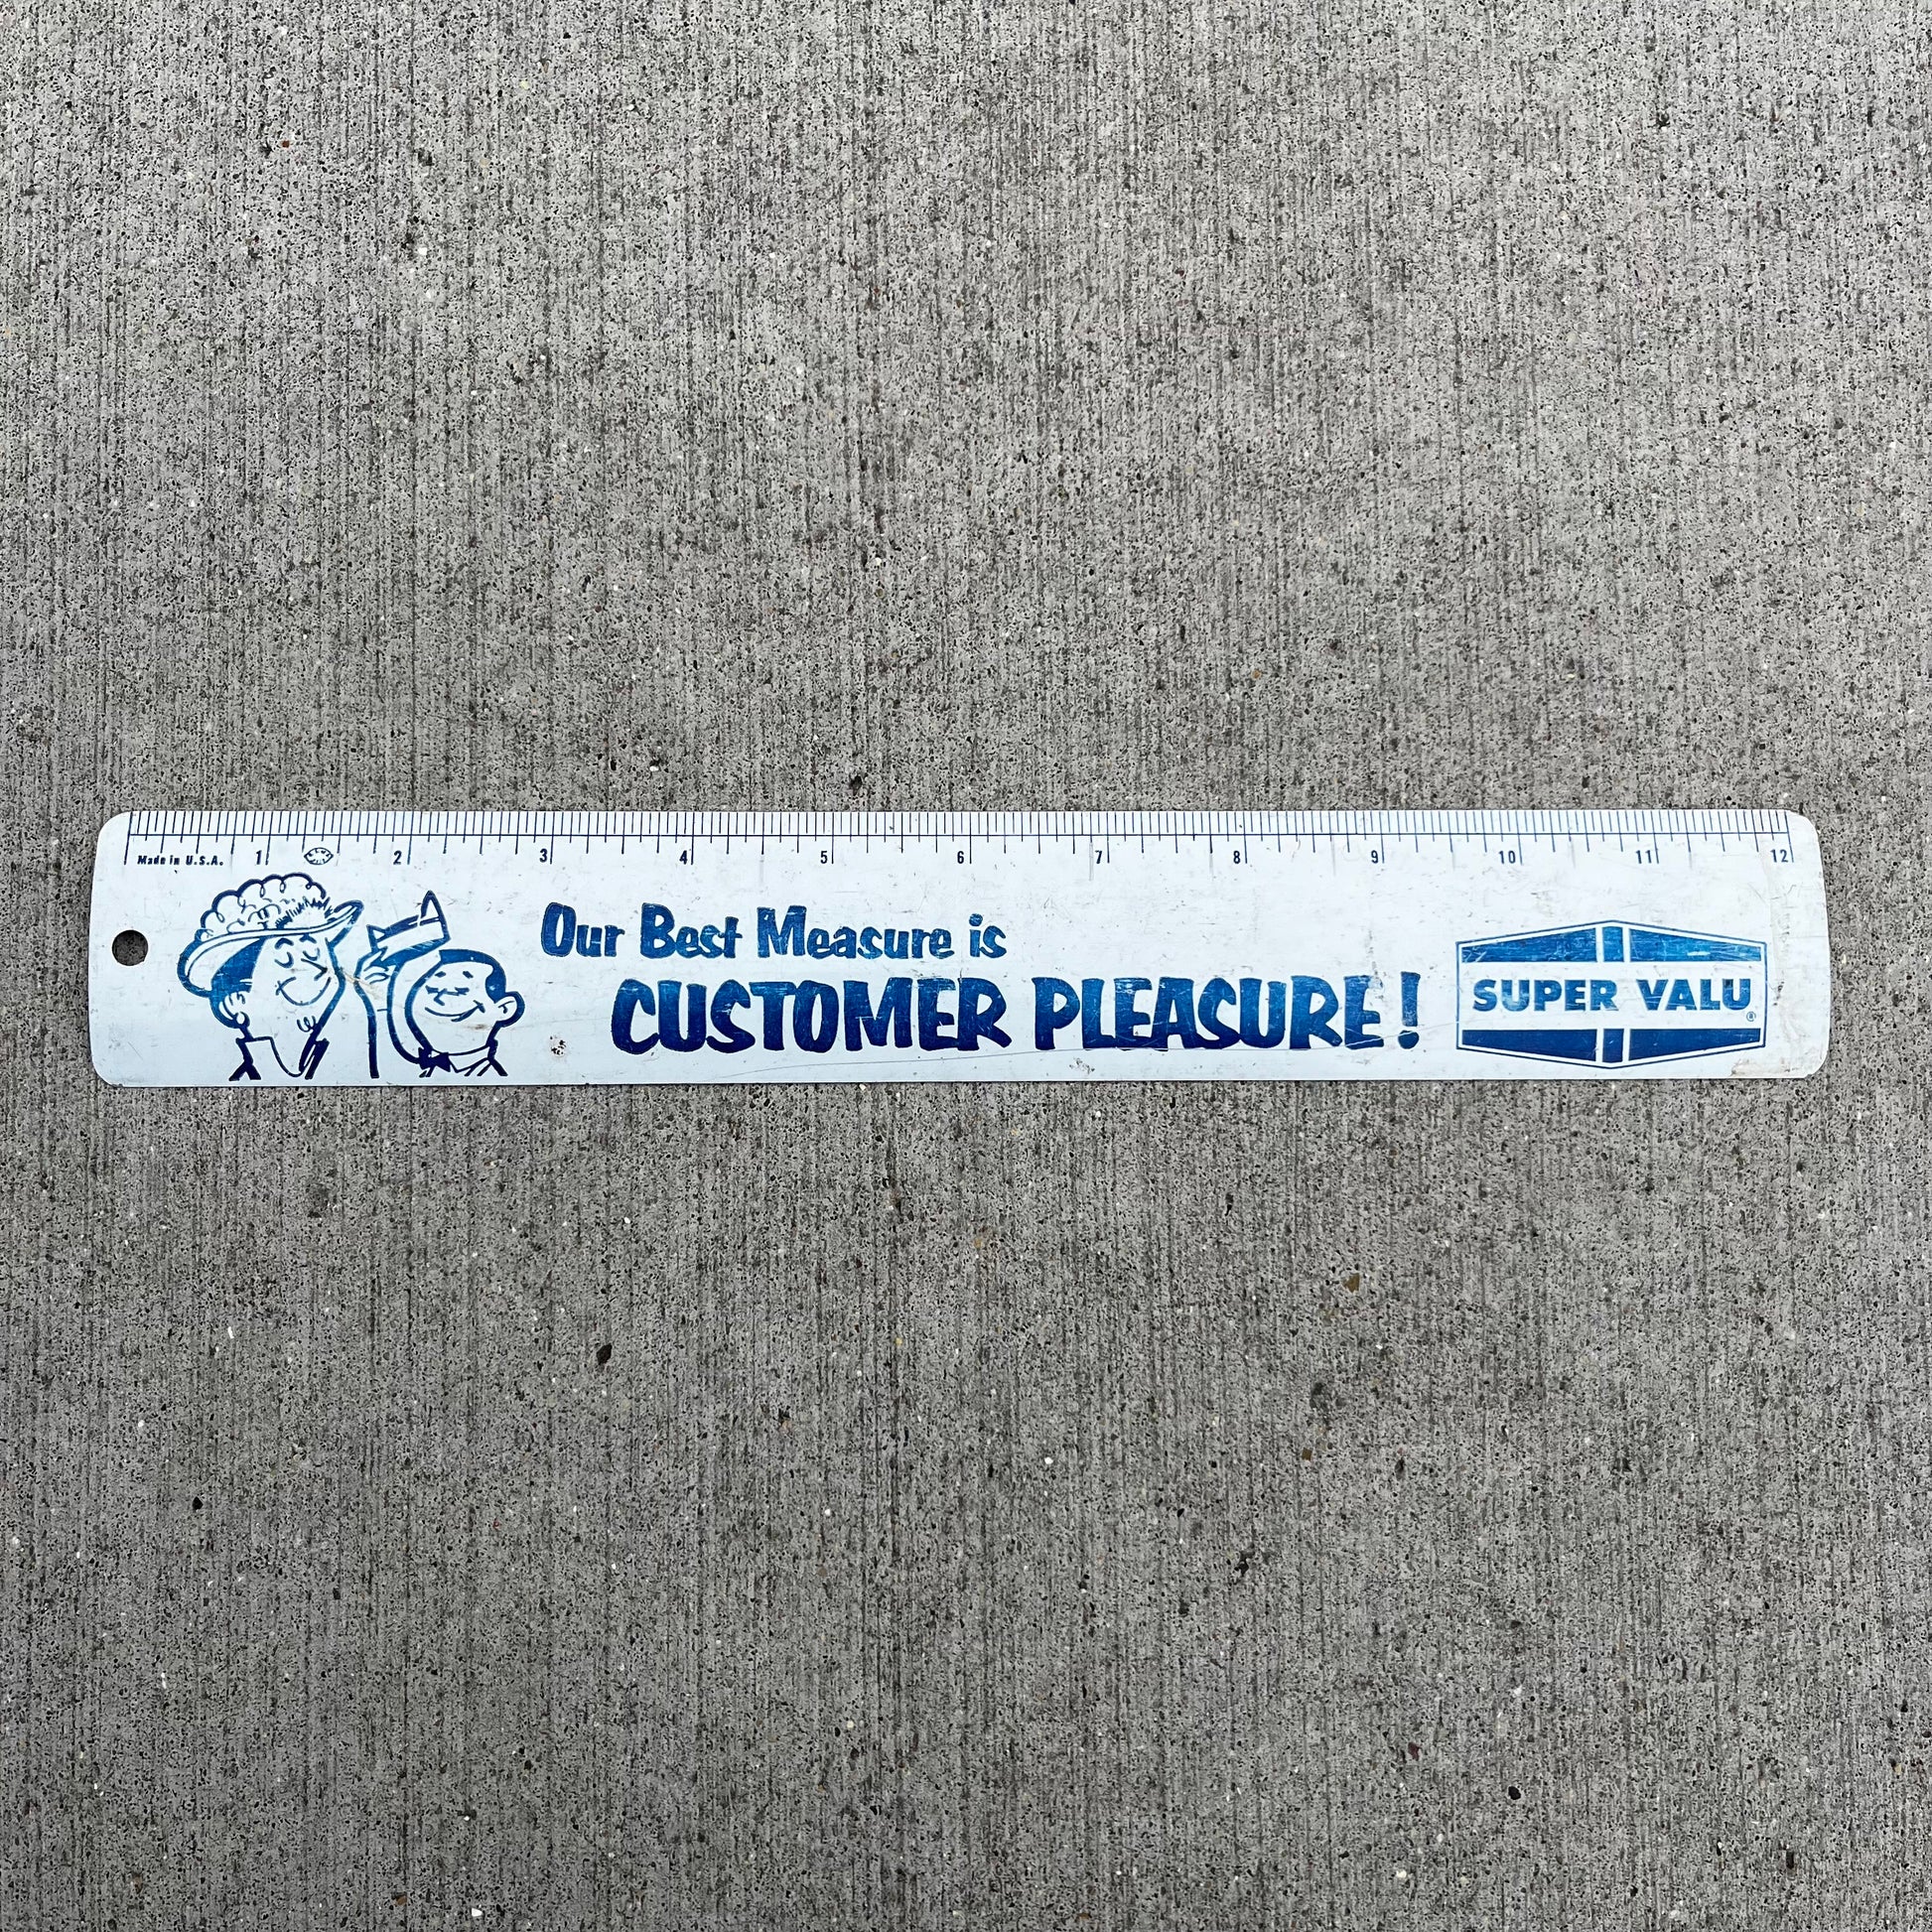 Made in U.S.A. 1 2 3 4 5 6 7 8 9 10 11 12
Our Best Measure is
CUSTOMER PLEASURE!
SUPER VALU®